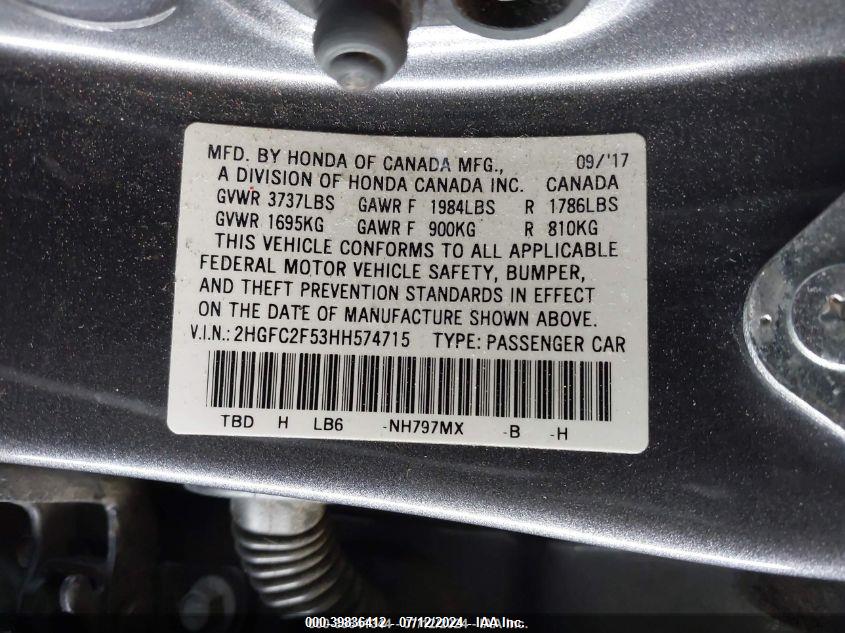 MFD. BY HONDA OF CANADA MFG., 09/'17
A DIVISION OF HONDA CANADA INC. CANADA
GVWR 3737LBS GAWR F 1984LBS R 1786LBS
GVWR 1695KG GAWR F 900KG R 810KG
THIS VEHICLE CONFORMS TO ALL APPLICABLE
FEDERAL MOTOR VEHICLE SAFETY, BUMPER,
AND THEFT PREVENTION STANDARDS IN EFFECT
ON THE DATE OF MANUFACTURE SHOWN ABOVE.
V.I.N.: 2HGFC2F53HH574715 TYPE: PASSENGER CAR
TBD H LB6 -NH797MX -B -H
000-39836412 - 07/12/2024 - IAA Inc.